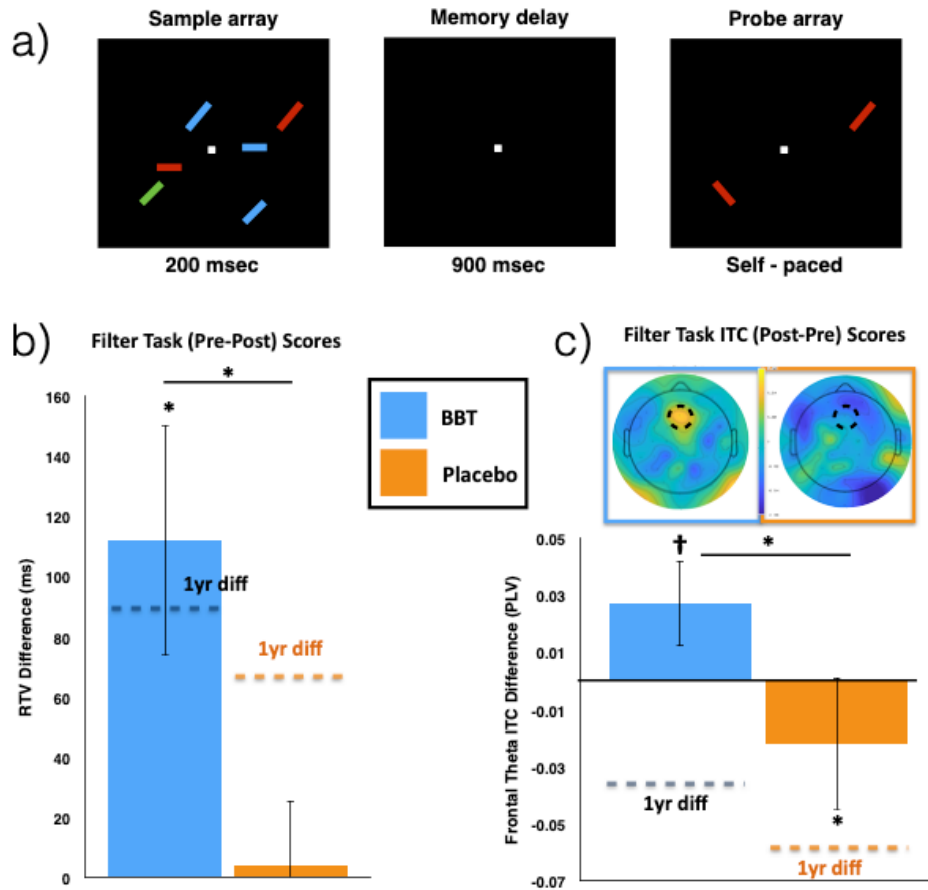 a)
Sample array
Memory delay
Probe array
200 msec
900 msec
Self - paced
b)
Filter Task (Pre-Post) Scores
*
*
160
140
120
100
80
60
40
20
0
RTV Difference (ms)
1yr diff
1yr diff
BBT
Placebo
c)
Filter Task ITC (Post-Pre) Scores
†
*
0.05
0.03
0.01
-0.01
-0.03
-0.05
-0.07
Frontal Theta ITC Difference (PLV)
1yr diff
*
1yr diff